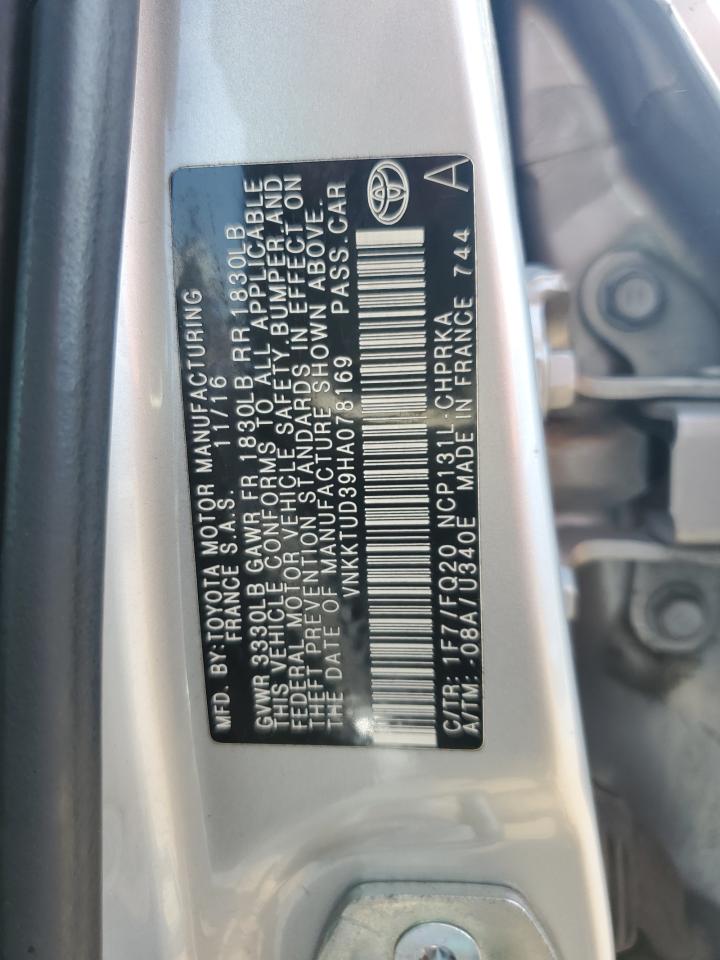 MFD. BY: TOYOTA MOTOR MANUFACTURING
FRANCE S.A.S. 11/16
GVWR 3330LB GAWR FR 1830LB RR 1830LB
THIS VEHICLE CONFORMS TO ALL APPLICABLE
FEDERAL MOTOR VEHICLE SAFETY, BUMPER, AND
THEFT PREVENTION STANDARDS IN EFFECT ON
THE DATE OF MANUFACTURE SHOWN ABOVE.
VNKKTUD39HA078169 PASS.CAR
C/TR: 1F7/FQ20 NCP131L-CHPRKA
A/TM: -08A/U340E MADE IN FRANCE 744 A